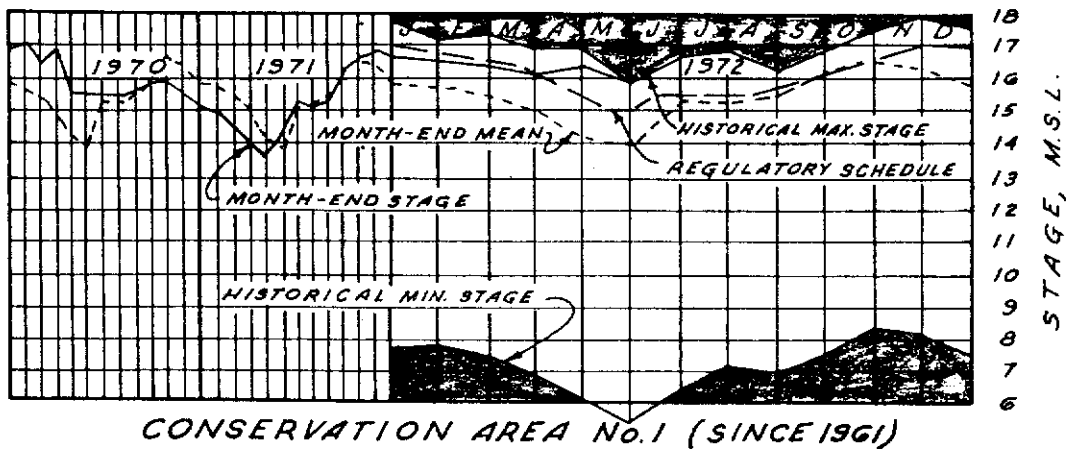 J F M A M J J A S O N D
1970 1971 1972
MONTH-END MEAN
HISTORICAL MAX. STAGE
REGULATORY SCHEDULE
MONTH-END STAGE
HISTORICAL MIN. STAGE
18
17
16
15
14
13
12
11
10
9
8
7
6
STAGE, M.S.L.
CONSERVATION AREA No. 1 (SINCE 1961)